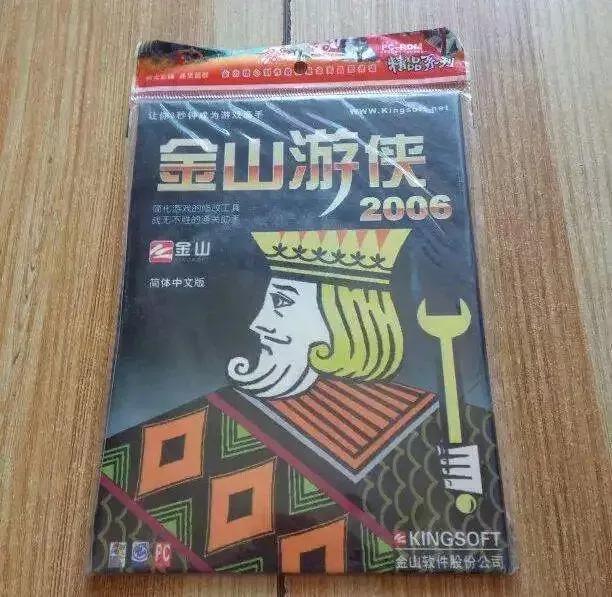 PC-ROM
精品系列
让你1秒钟成为游戏高手
www.Kingsoft.net
金山游侠
2006
简化游戏的修改工具
战无不胜的通关助手
金山
简体中文版
PC
KINGSOFT
金山软件股份公司